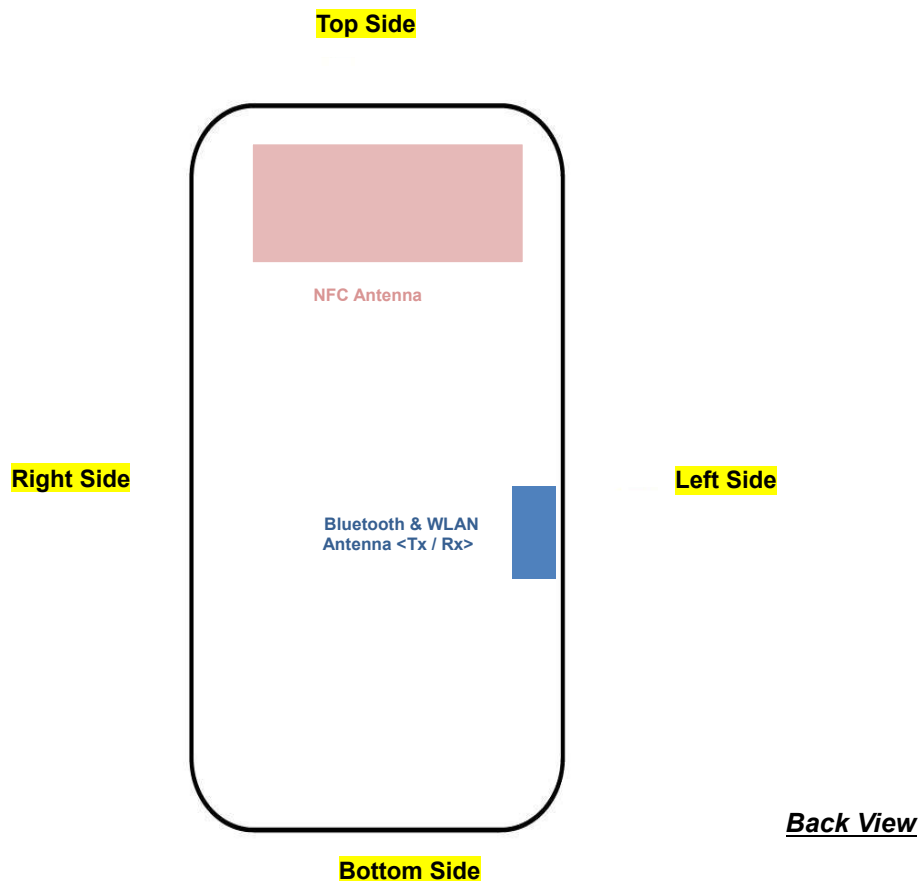 Top Side
NFC Antenna
Right Side
Left Side
Bluetooth & WLAN
Antenna <Tx / Rx>
Back View
Bottom Side